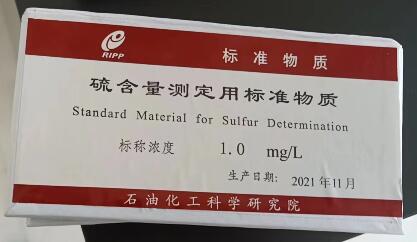 RIPP
标准物质
硫含量测定用标准物质
Standard Material for Sulfur Determination
标称浓度 1.0 mg/L
生产日期: 2021年11月
石油化工科学研究院